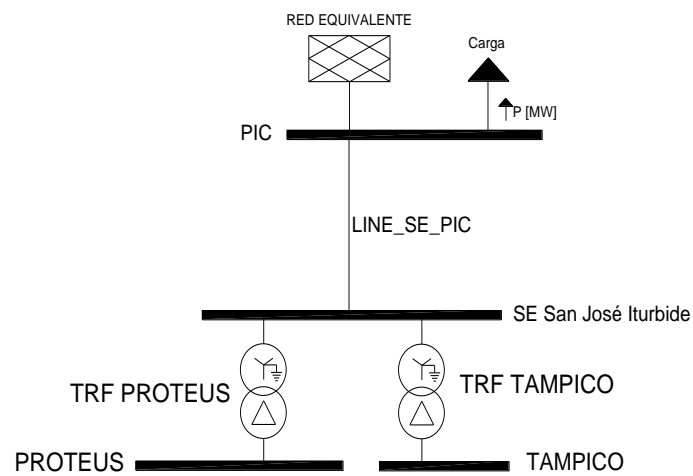 RED EQUIVALENTE
Carga
P [MW]
PIC
LINE_SE_PIC
SE San José Iturbide
TRF PROTEUS
TRF TAMPICO
PROTEUS
TAMPICO